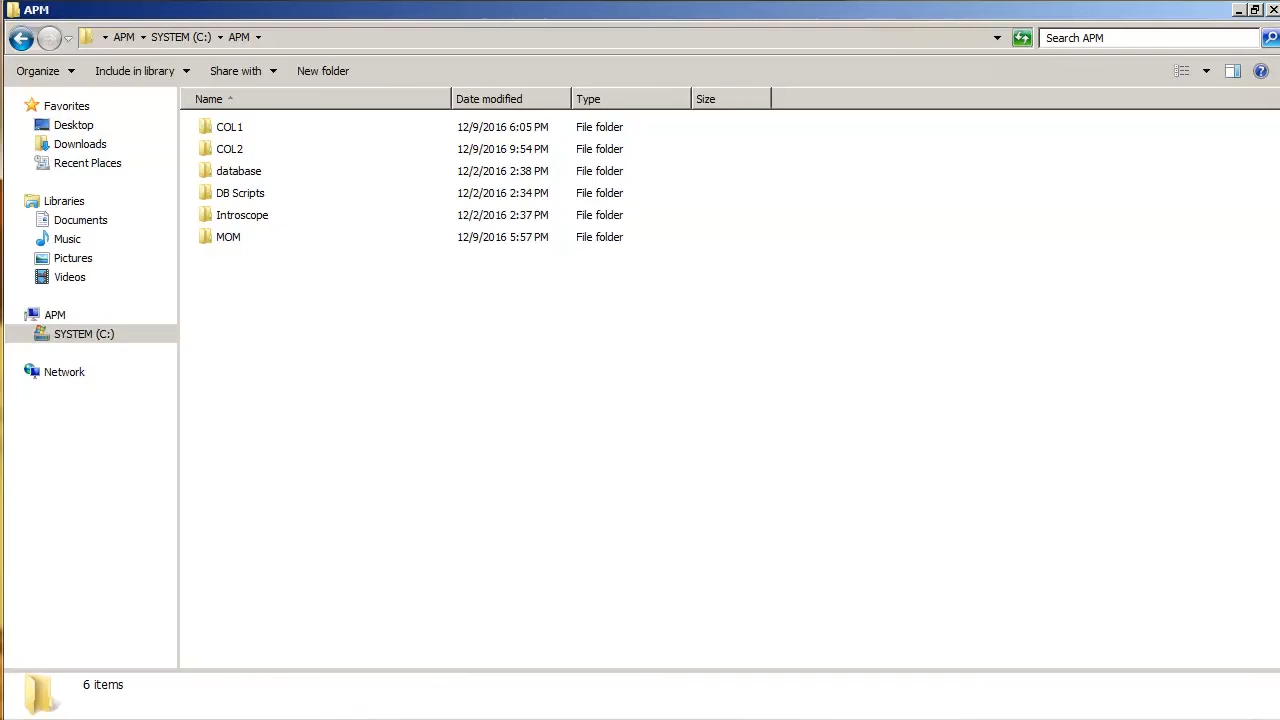 APM
APM SYSTEM (C:) APM
Search APM
Organize Include in library Share with New folder
Name Date modified Type Size
Favorites
Desktop
Downloads
Recent Places
Libraries
Documents
Music
Pictures
Videos
APM
SYSTEM (C:)
Network
COL1 12/9/2016 6:05 PM File folder
COL2 12/9/2016 9:54 PM File folder
database 12/2/2016 2:38 PM File folder
DB Scripts 12/2/2016 2:34 PM File folder
Introscope 12/2/2016 2:37 PM File folder
MOM 12/9/2016 5:57 PM File folder
6 items